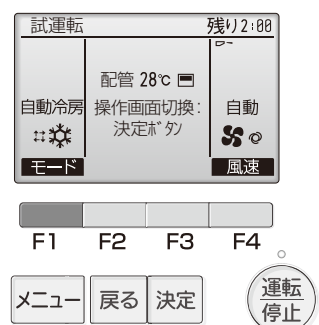 試運転 残り2:00
配管 28℃
自動冷房 操作画面切換: 自動
決定ボタン
モード 風速
F1 F2 F3 F4
メニュー 戻る 決定 運転
停止